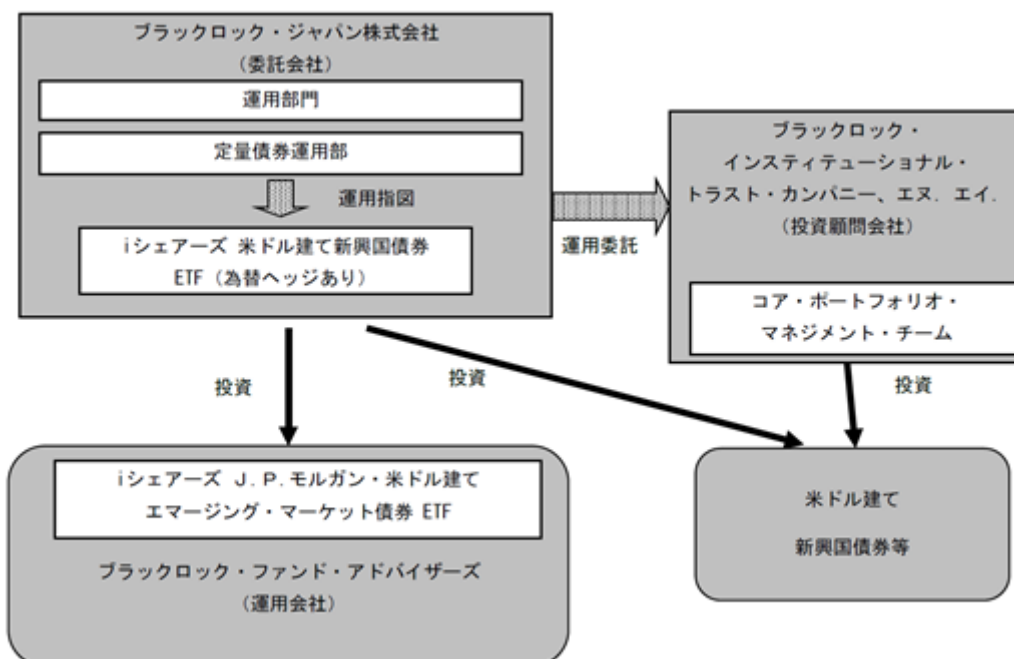 ブラックロック・ジャパン株式会社
（委託会社）
運用部門
定量債券運用部
運用指図
iシェアーズ 米ドル建て新興国債券
ETF（為替ヘッジあり）
運用委託
ブラックロック・
インスティテューショナル・
トラスト・カンパニー、エヌ．エイ．
（投資顧問会社）
コア・ポートフォリオ・
マネジメント・チーム
投資
投資
投資
iシェアーズ Ｊ．Ｐ．モルガン・米ドル建て
エマージング・マーケット債券 ETF
ブラックロック・ファンド・アドバイザーズ
（運用会社）
米ドル建て
新興国債券等